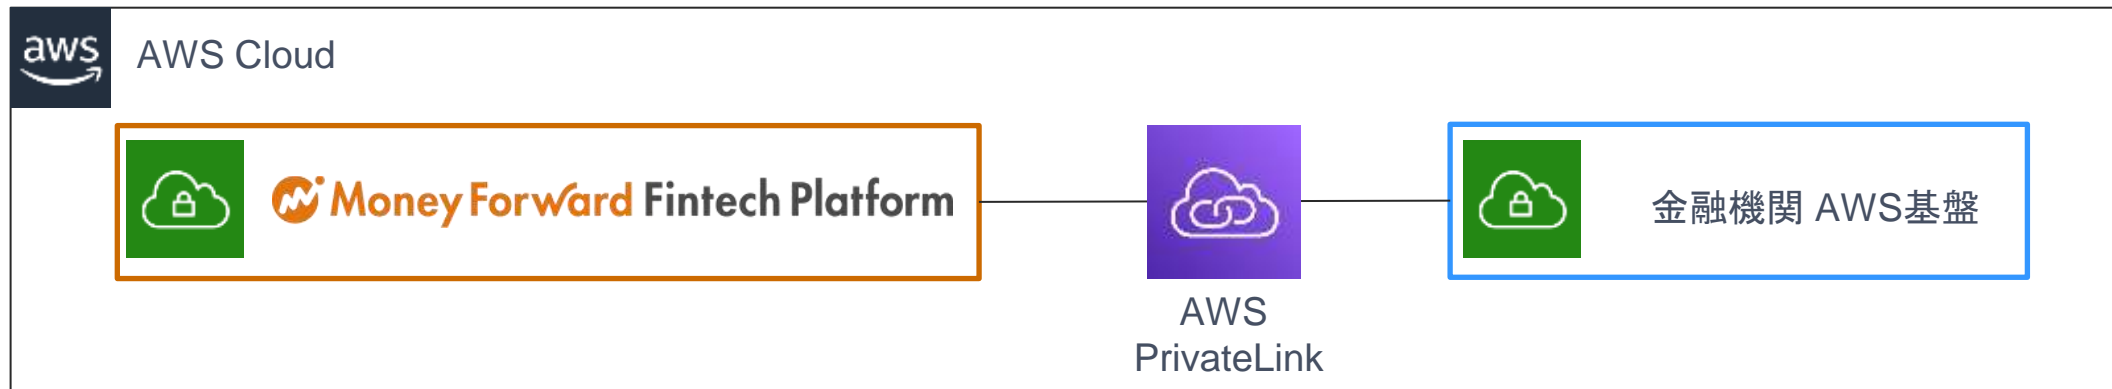 aws
AWS Cloud
Money Forward Fintech Platform
金融機関 AWS基盤
AWS
PrivateLink